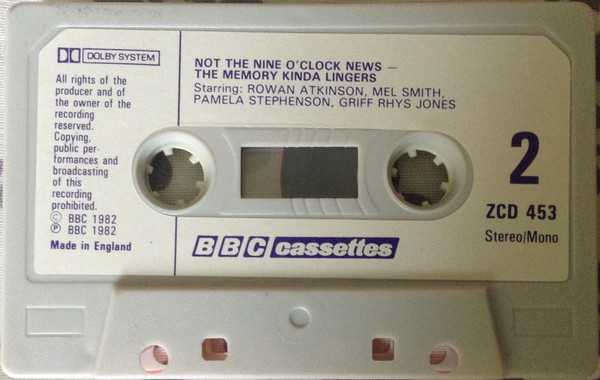 DOLBY SYSTEM
All rights of the
producer and of
the owner of the
recording
reserved.
Copying,
public per-
formances and
broadcasting
of this
recording
prohibited.
© BBC 1982
℗ BBC 1982
Made in England
NOT THE NINE O'CLOCK NEWS –
THE MEMORY KINDA LINGERS
Starring: ROWAN ATKINSON, MEL SMITH,
PAMELA STEPHENSON, GRIFF RHYS JONES
2
ZCD 453
Stereo/Mono
BBC cassettes